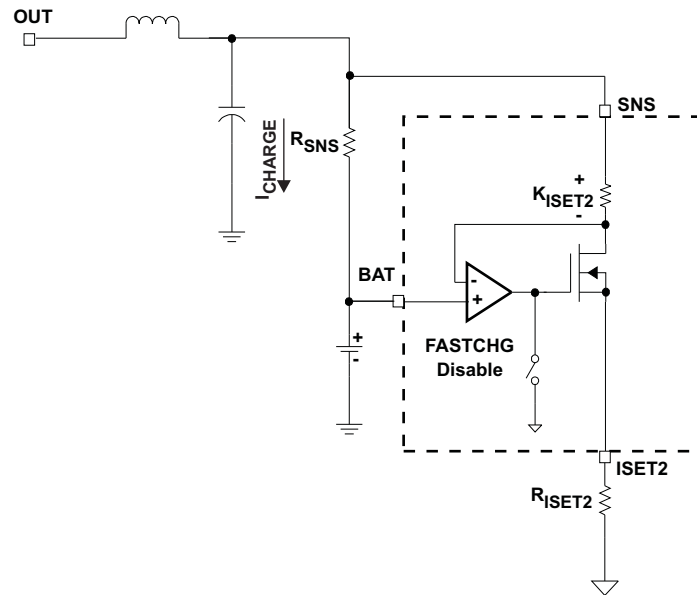 OUT
SNS
ICHARGE
RSNS
+
KISET2
-
BAT
-
+
+
-
FASTCHG
Disable
ISET2
RISET2